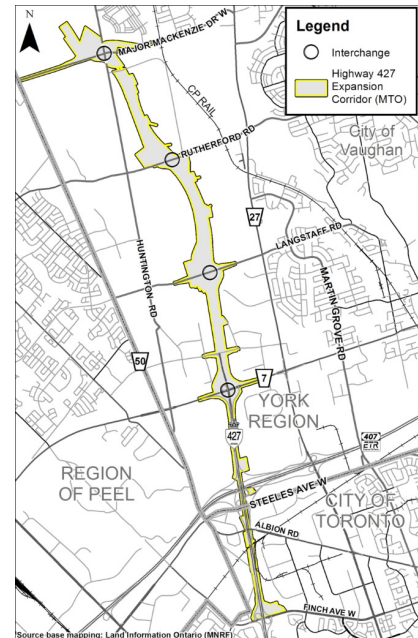 N
Legend
Interchange
Highway 427
Expansion
Corridor (MTO)
MAJOR MACKENZIE DR W
CP RAIL
RUTHERFORD RD
City of
Vaughan
27
LANGSTAFF RD
HUNTINGTON RD
MARTIN GROVE RD
50
7
YORK
REGION
427
407
ETR
REGION
OF PEEL
STEELES AVE W
CITY OF
TORONTO
ALBION RD
FINCH AVE W
Source base mapping: Land Information Ontario (MNRF)